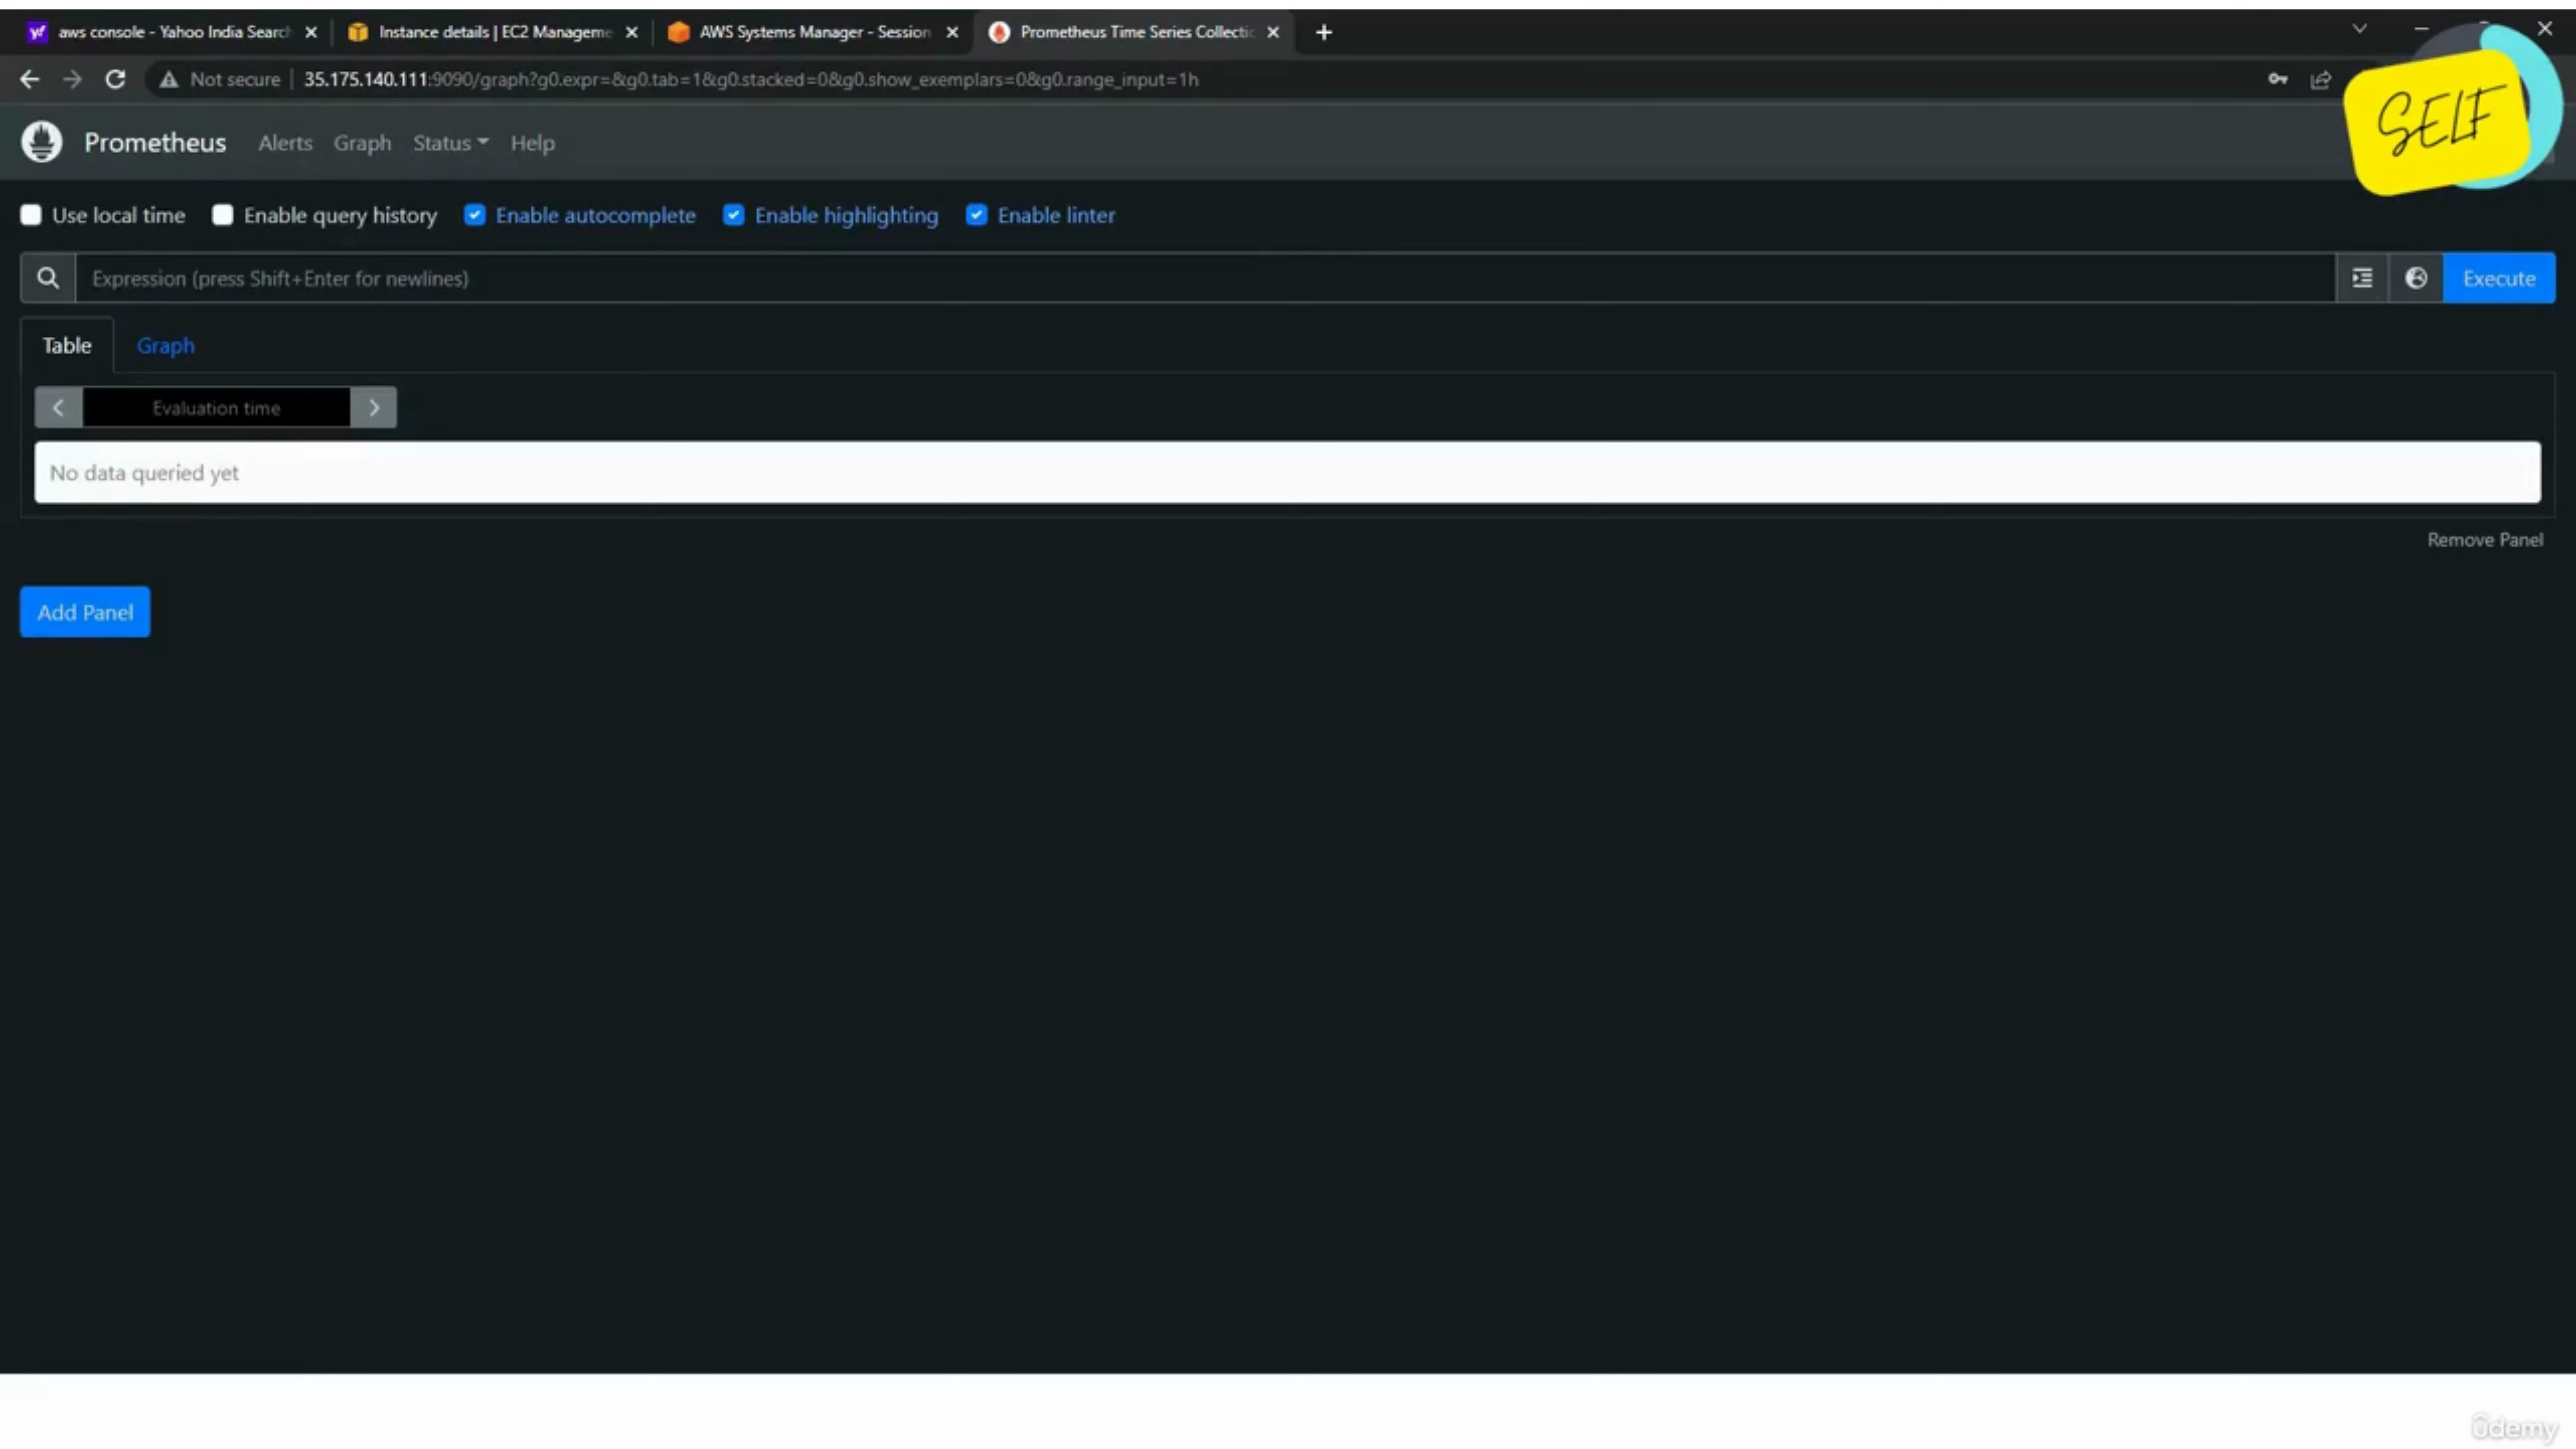 aws console - Yahoo India Search
Instance details | EC2 Manageme
AWS Systems Manager - Session
Prometheus Time Series Collectio
Not secure | 35.175.140.111:9090/graph?g0.expr=&g0.tab=1&g0.stacked=0&g0.show_exemplars=0&g0.range_input=1h
SELF
Prometheus Alerts Graph Status Help
Use local time Enable query history Enable autocomplete Enable highlighting Enable linter
Expression (press Shift+Enter for newlines) Execute
Table Graph
Evaluation time
No data queried yet
Remove Panel
Add Panel
ûdemy